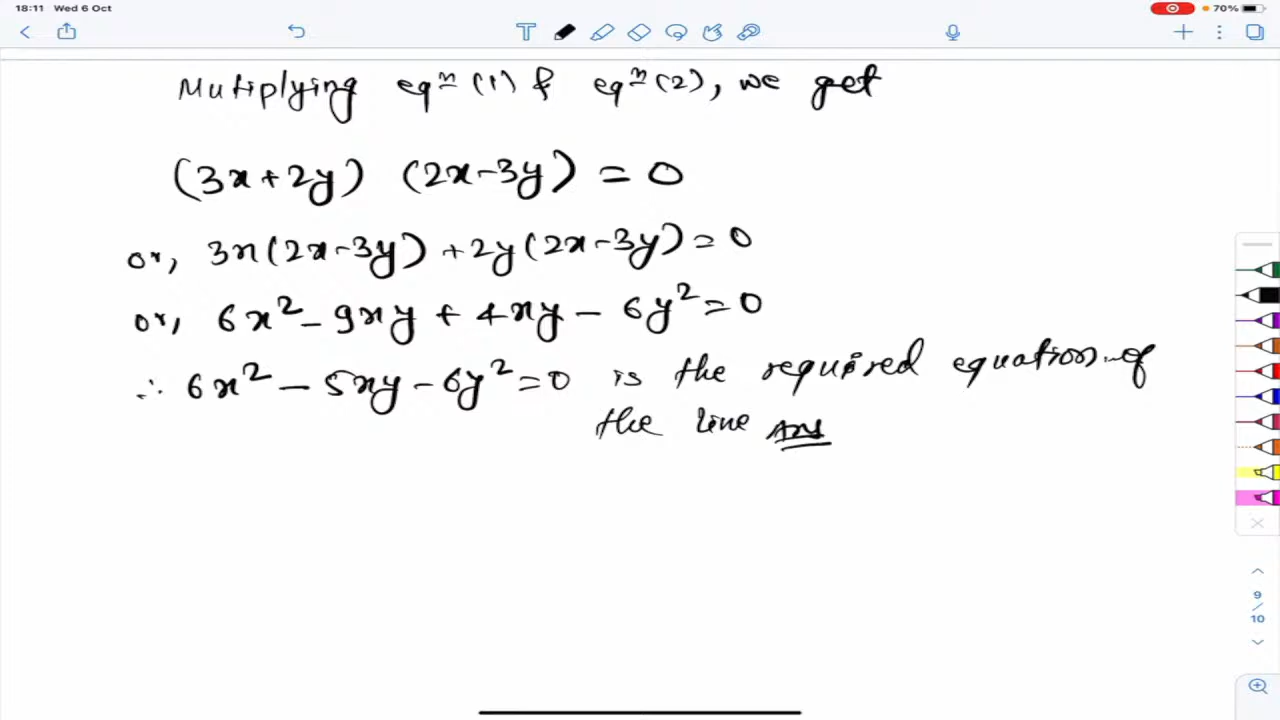 18:11 Wed 6 Oct
70%
Mutiplying eqⁿ (1) & eqⁿ (2), we get
(3x+2y) (2x-3y) = 0
or, 3x(2x-3y) +2y(2x-3y) = 0
or, 6x² - 9xy + 4xy - 6y² = 0
∴ 6x² - 5xy - 6y² = 0 is the required equation of
the line Ans
9
/
10